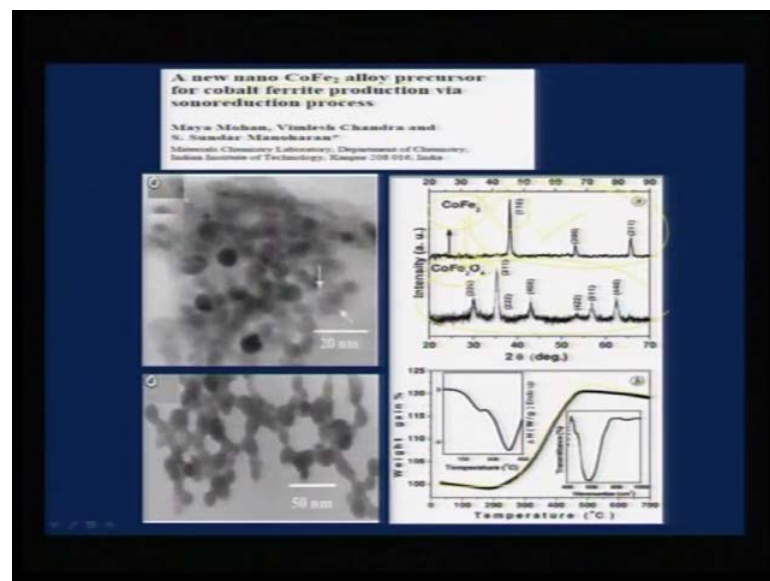 A new nano CoFe₂ alloy precursor
for cobalt ferrite production via
sonoreduction process
Maya Mohan, Vimlesh Chandra and
S. Sundar Manoharan*
Materials Chemistry Laboratory, Department of Chemistry,
Indian Institute of Technology, Kanpur 208 016, India
20 nm
50 nm
20 30 40 50 60 70 80 90
CoFe₂
(110)
(200)
(211)
a
Intensity (a. u.)
CoFe₂O₄
(311)
(222)
(400)
(422)
(511)
(440)
20 30 40 50 60 70
2θ (deg.)
125
120
115
110
105
100
Weight gain %
b
Temperature (°C)
Transmittance (%)
Wavenumber (cm⁻¹)
0 100 200 300 400 500 600 700
Temperature °C